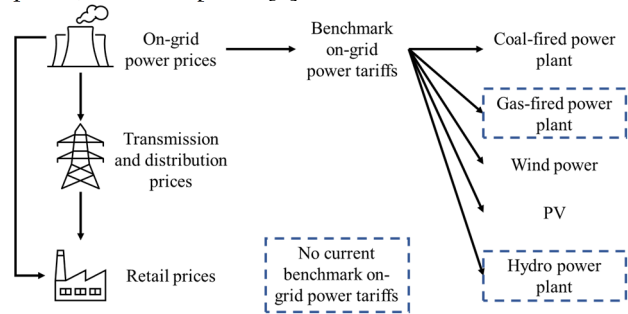 On-grid
power prices
Benchmark
on-grid
power tariffs
Coal-fired power
plant
Gas-fired power
plant
Transmission
and distribution
prices
Wind power
PV
Retail prices
No current
benchmark on-
grid power tariffs
Hydro power
plant